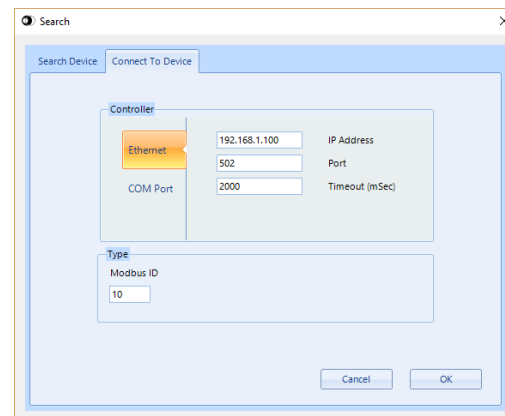 Search
Search Device Connect To Device
Controller
Ethernet
192.168.1.100 IP Address
502 Port
COM Port
2000 Timeout (mSec)
Type
Modbus ID
10
Cancel OK